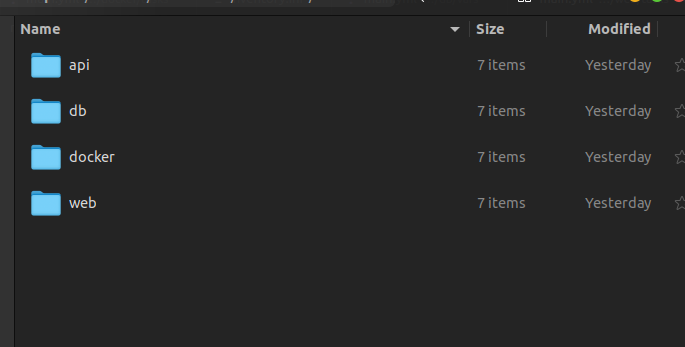 Name Size Modified
api 7 items Yesterday
db 7 items Yesterday
docker 7 items Yesterday
web 7 items Yesterday